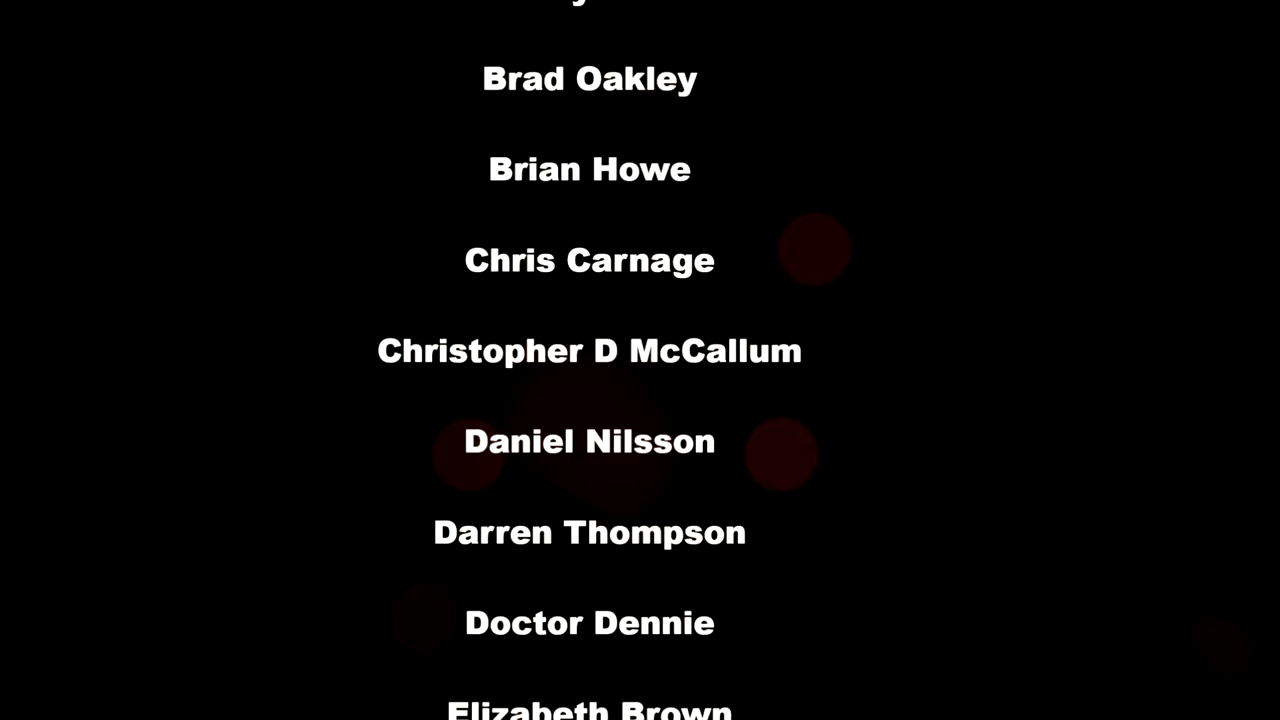 Brad Oakley
Brian Howe
Chris Carnage
Christopher D McCallum
Daniel Nilsson
Darren Thompson
Doctor Dennie
Elizabeth Brown